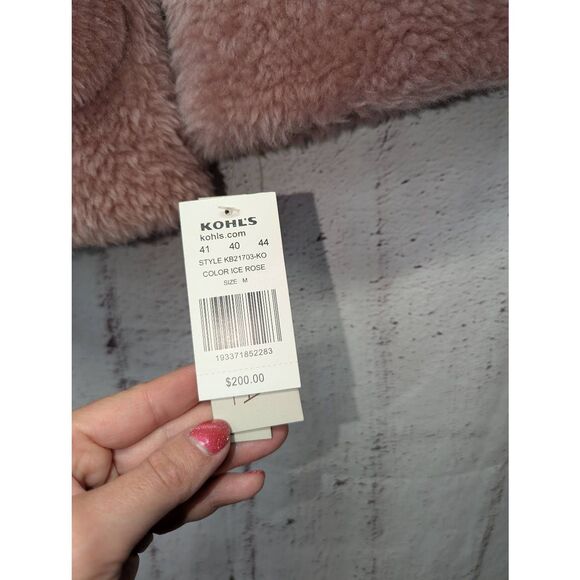 KOHL'S
kohls.com
41 40 44
STYLE KB21703-KO
COLOR ICE ROSE
SIZE M
193371852283
$200.00